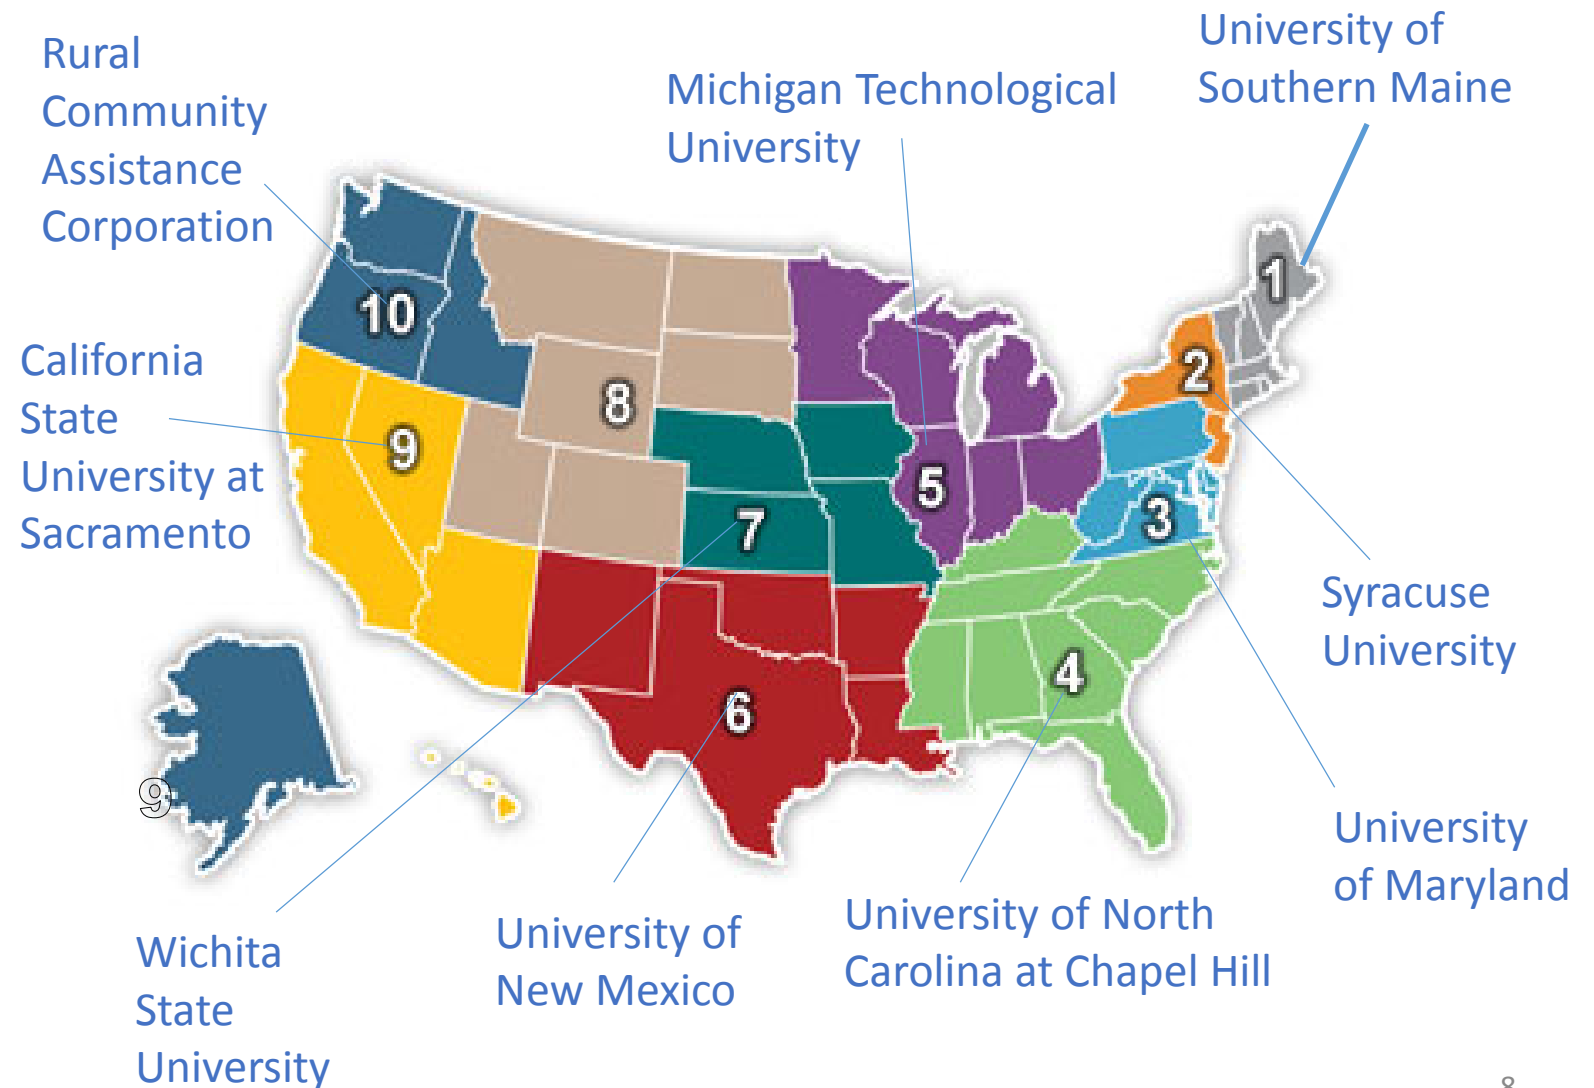 Rural
Community
Assistance
Corporation
Michigan Technological
University
University of
Southern Maine
California
State
University at
Sacramento
10
9
8
7
6
5
4
3
2
1
9
Syracuse
University
University
of Maryland
University of North
Carolina at Chapel Hill
University of
New Mexico
Wichita
State
University
8